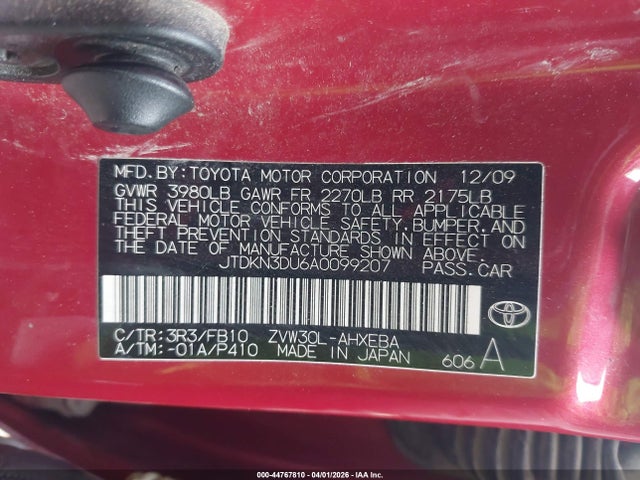 MFD. BY: TOYOTA MOTOR CORPORATION 12/09
GVWR 3980LB GAWR FR 2270LB RR 2175LB
THIS VEHICLE CONFORMS TO ALL APPLICABLE
FEDERAL MOTOR VEHICLE SAFETY, BUMPER, AND
THEFT PREVENTION STANDARDS IN EFFECT ON
THE DATE OF MANUFACTURE SHOWN ABOVE.
JTDKN3DU6A0099207 PASS. CAR
C/TR: 3R3/FB10 ZVW30L-AHXEBA
A/TM: -01A/P410 MADE IN JAPAN 606 A
000-44767810 - 04/01/2026 - IAA Inc.